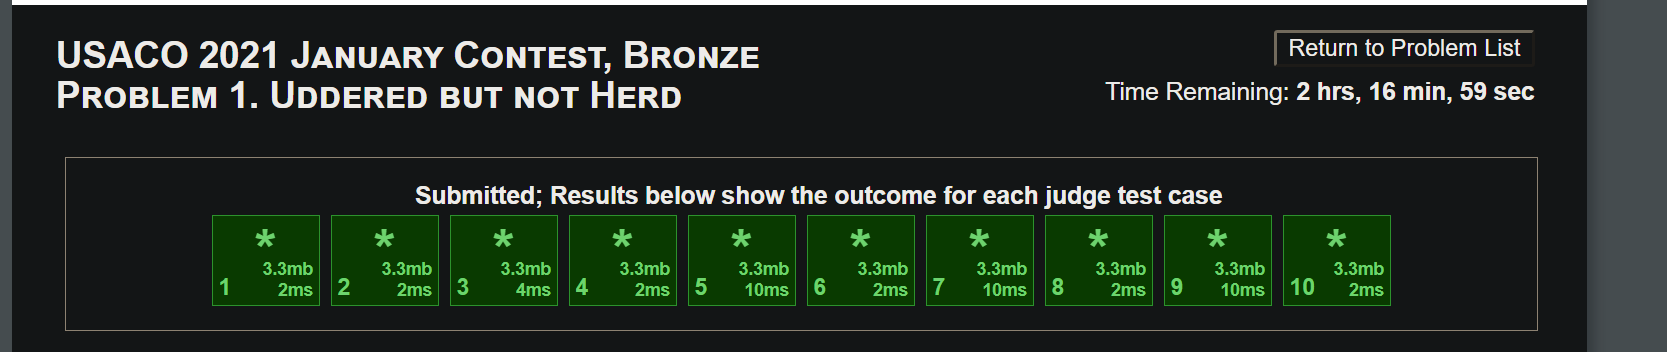 USACO 2021 January Contest, Bronze
Problem 1. Uddered but not Herd
Return to Problem List
Time Remaining: 2 hrs, 16 min, 59 sec
Submitted; Results below show the outcome for each judge test case
* * * * * * * * * *
3.3mb 3.3mb 3.3mb 3.3mb 3.3mb 3.3mb 3.3mb 3.3mb 3.3mb 3.3mb
1 2ms 2 2ms 3 4ms 4 2ms 5 10ms 6 2ms 7 10ms 8 2ms 9 10ms 10 2ms